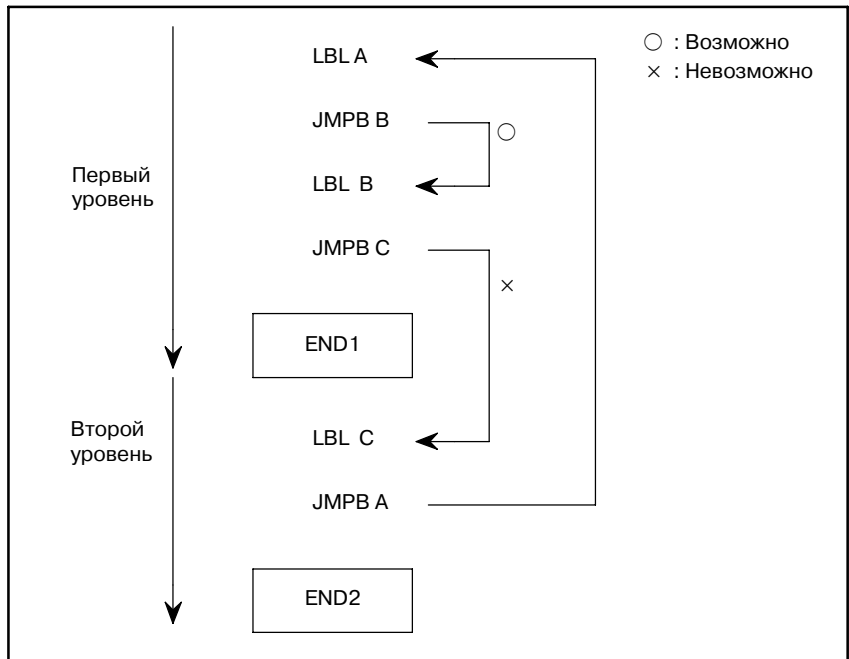 LBL A
○ : Возможно
× : Невозможно
JMPB B
○
Первый
уровень
LBL B
JMPB C
×
END1
Второй
уровень
LBL C
JMPB A
END2